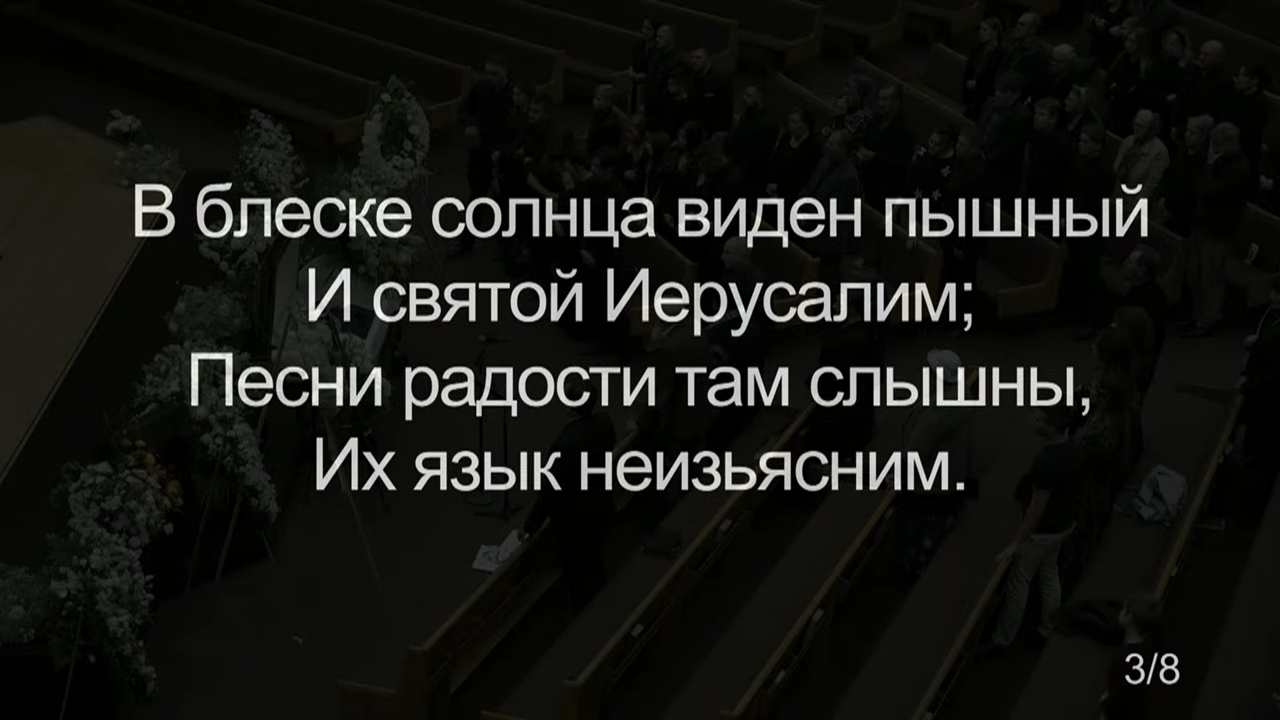 В блеске солнца виден пышный
И святой Иерусалим;
Песни радости там слышны,
Их язык неизьясним.
3/8